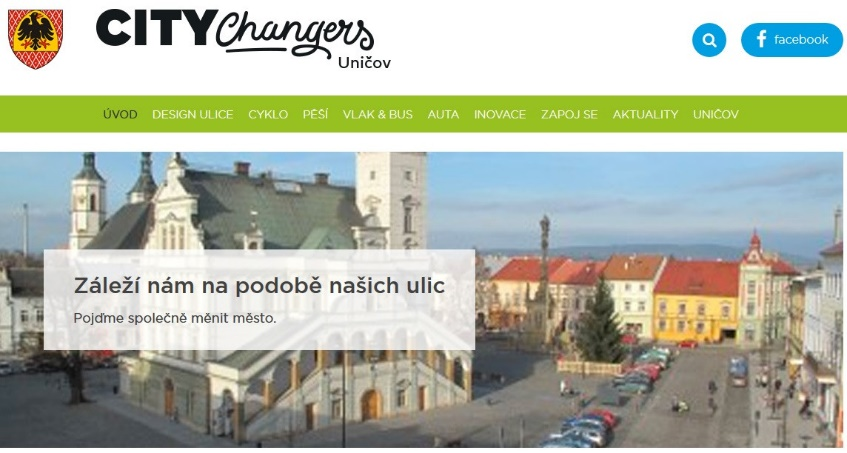 CITY Changers
Uničov
facebook
ÚVOD DESIGN ULICE CYKLO PĚŠÍ VLAK & BUS AUTA INOVACE ZAPOJ SE AKTUALITY UNIČOV
Záleží nám na podobě našich ulic
Pojďme společně měnit město.